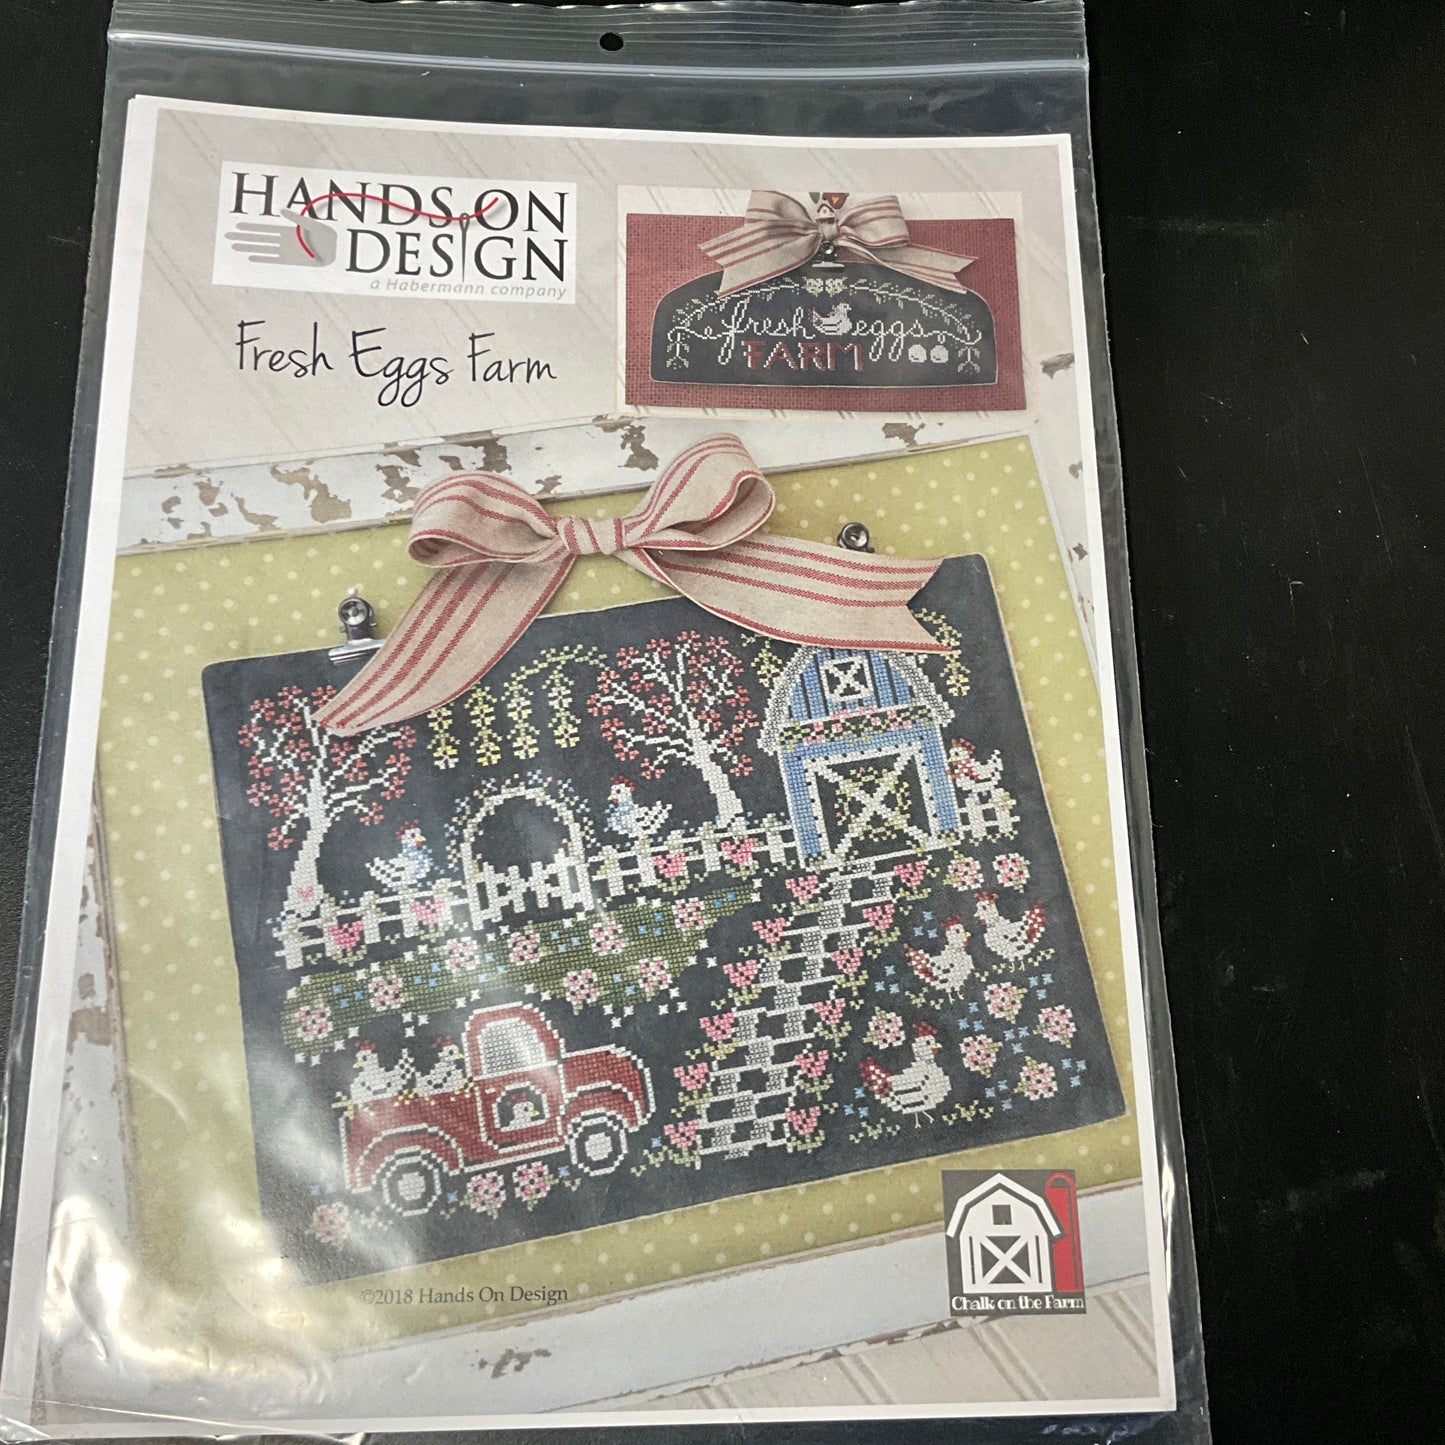 HANDS ON
DESIGN
a Habermann company
Fresh Eggs Farm
fresh eggs
FARM
©2018 Hands On Design
Chalk on the Farm